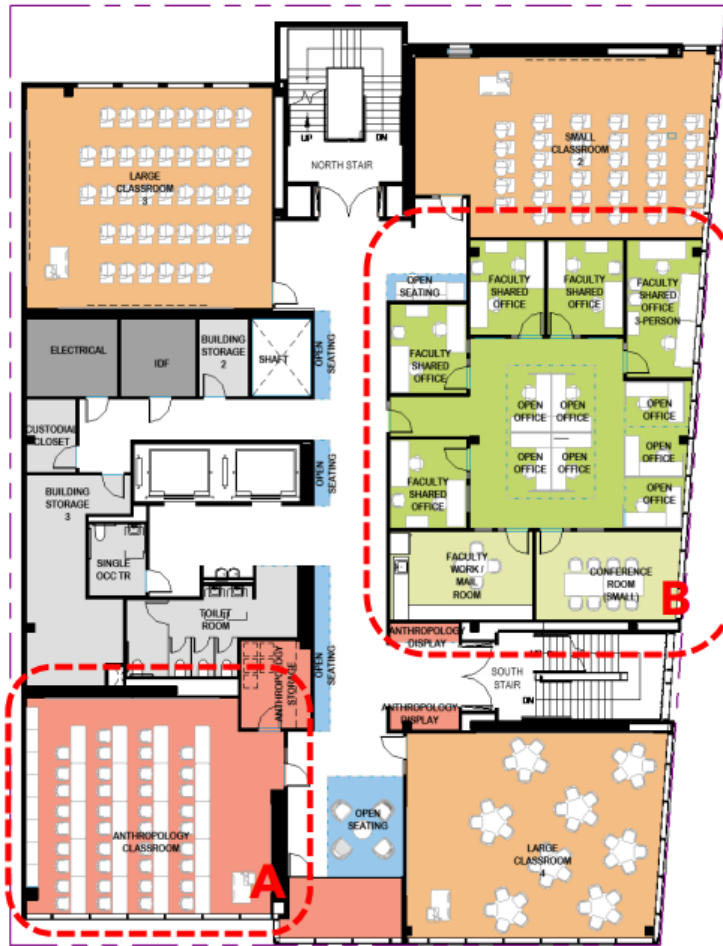 UP
DN
NORTH STAIR
SMALL
CLASSROOM
2
LARGE
CLASSROOM
3
OPEN
SEATING
FACULTY
SHARED
OFFICE
FACULTY
SHARED
OFFICE
FACULTY
SHARED
OFFICE
3-PERSON
ELECTRICAL
IDF
BUILDING
STORAGE
2
SHAFT
OPEN
SEATING
FACULTY
SHARED
OFFICE
CUSTODIAL
CLOSET
OPEN
OFFICE
OPEN
OFFICE
OPEN
OFFICE
OPEN
OFFICE
OPEN
OFFICE
OPEN
OFFICE
OPEN
OFFICE
BUILDING
STORAGE
3
OPEN
SEATING
FACULTY
SHARED
OFFICE
SINGLE
OCC TR
FACULTY
WORK /
MAIL
ROOM
CONFERENCE
ROOM
(SMALL)
B
TOILET
ROOM
OPEN
SEATING
ANTHROPOLOGY
DISPLAY
UP
SOUTH
STAIR
DN
ANTHROPOLOGY
STORAGE
ANTHROPOLOGY
DISPLAY
ANTHROPOLOGY
CLASSROOM
A
OPEN
SEATING
LARGE
CLASSROOM
4